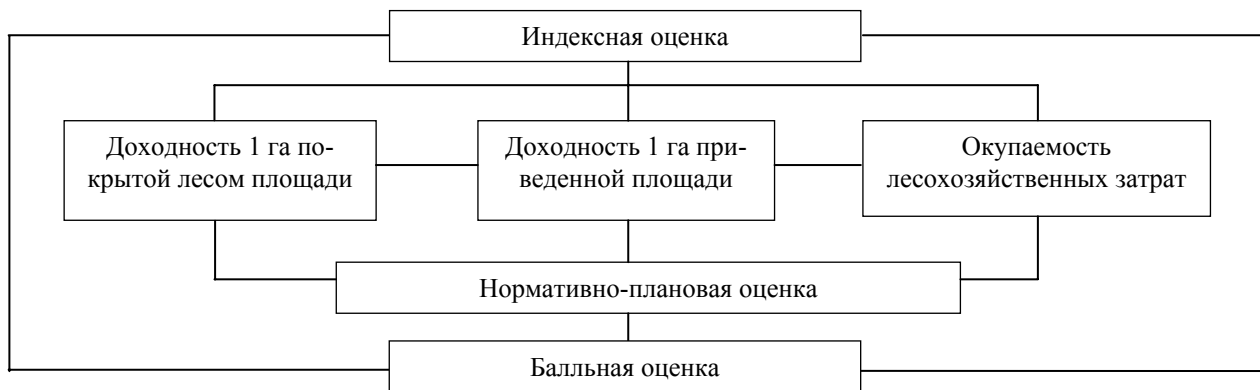 Индексная оценка
Доходность 1 га по-
крытой лесом площади
Доходность 1 га при-
веденной площади
Окупаемость
лесохозяйственных затрат
Нормативно-плановая оценка
Балльная оценка